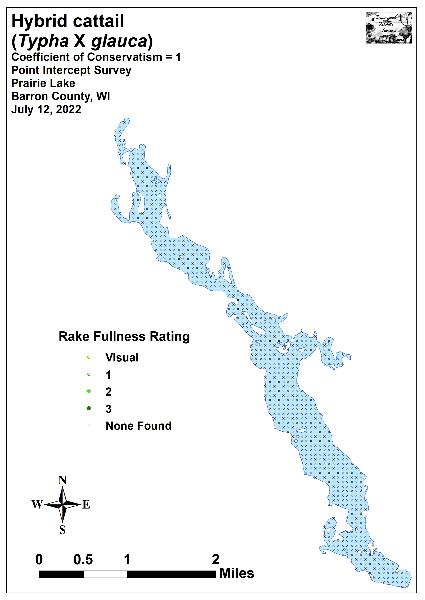 Hybrid cattail
(Typha X glauca)
Coefficient of Conservatism = 1
Point Intercept Survey
Prairie Lake
Barron County, WI
July 12, 2022
Rake Fullness Rating
Visual
1
2
3
None Found
N
W E
S
0 0.5 1 2
Miles